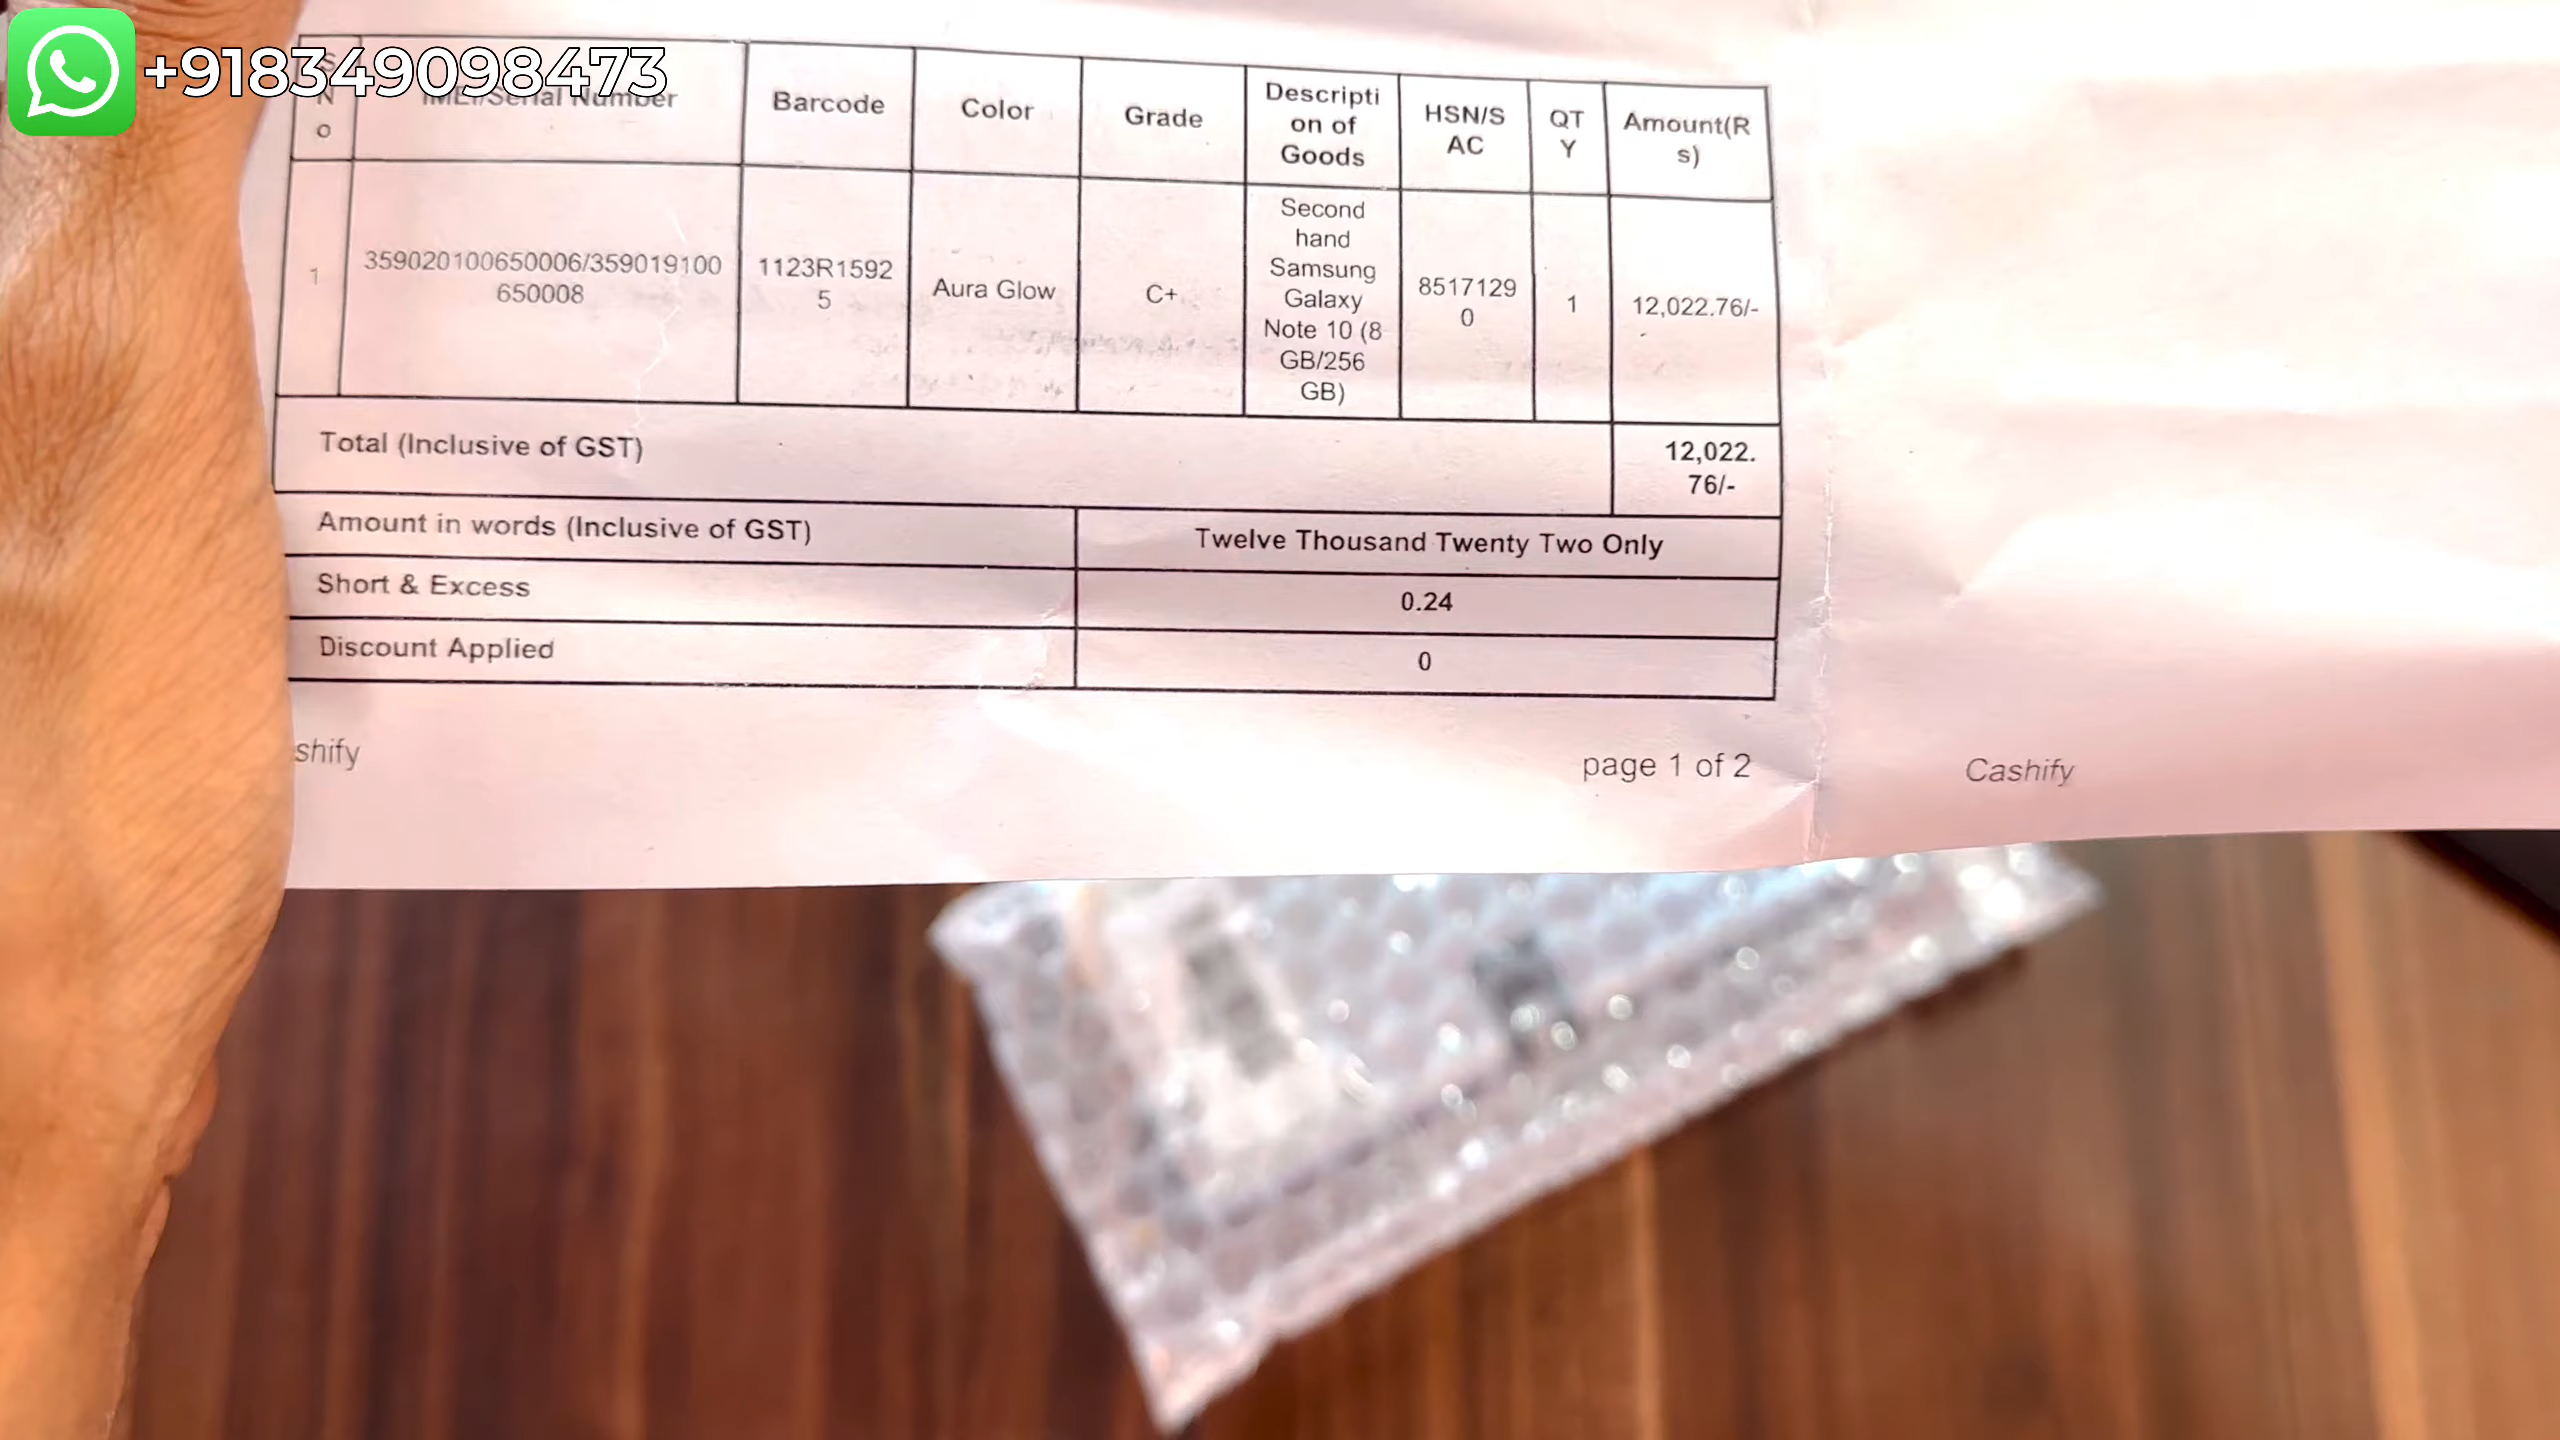 +918349098473
S
N
o
IMEI/Serial Number
Barcode
Color
Grade
Descripti
on of
Goods
HSN/S
AC
QT
Y
Amount(R
s)
1
359020100650006/359019100
650008
1123R1592
5
Aura Glow
C+
Second
hand
Samsung
Galaxy
Note 10 (8
GB/256
GB)
8517129
0
1
12,022.76/-
Total (Inclusive of GST)
12,022.
76/-
Amount in words (Inclusive of GST)
Twelve Thousand Twenty Two Only
Short & Excess
0.24
Discount Applied
0
shify
page 1 of 2
Cashify